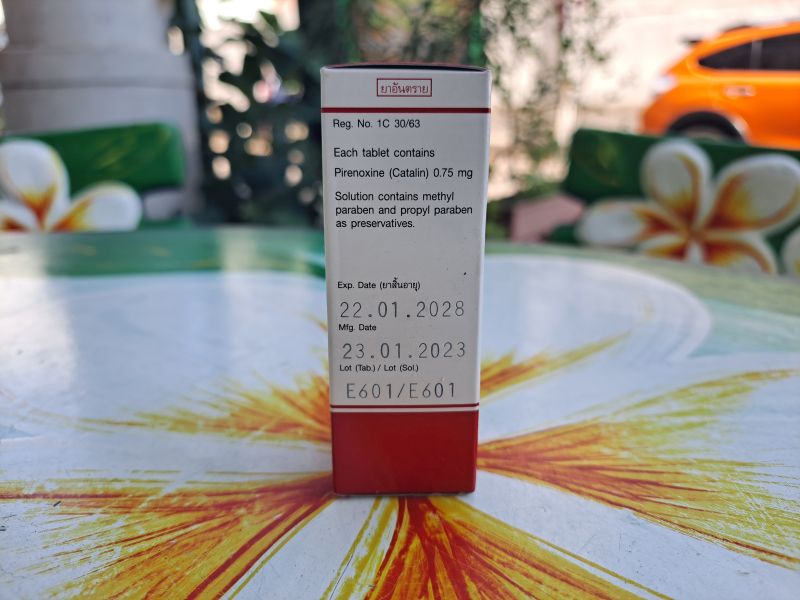 ยาอันตราย
Reg. No. 1C 30/63
Each tablet contains
Pirenoxine (Catalin) 0.75 mg
Solution contains methyl
paraben and propyl paraben
as preservatives.
Exp. Date (ยาสิ้นอายุ)
22.01.2028
Mfg. Date
23.01.2023
Lot (Tab.) / Lot (Sol.)
E601/E601